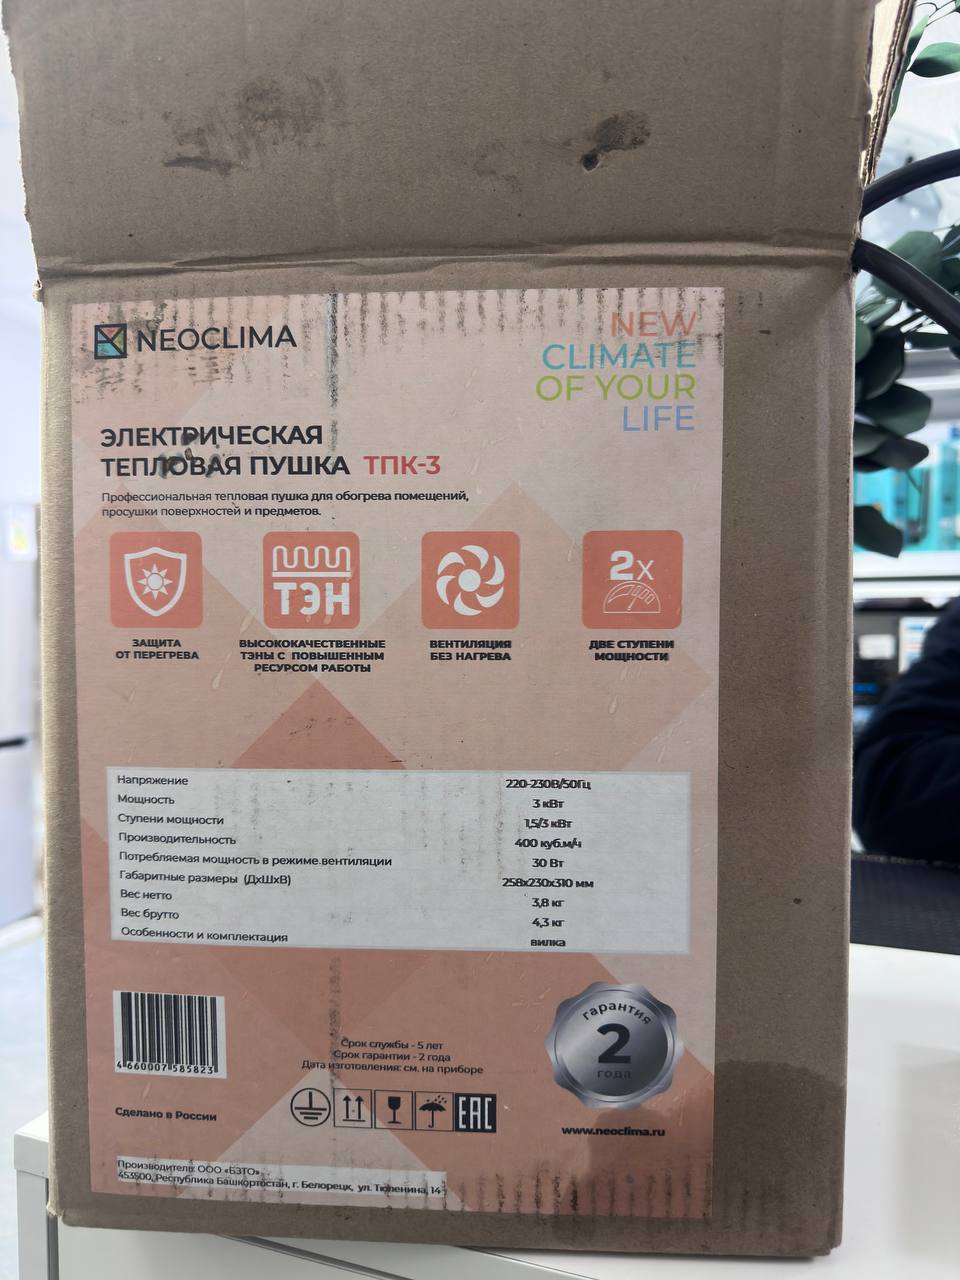 NEOCLIMA
NEW
CLIMATE
OF YOUR
LIFE
ЭЛЕКТРИЧЕСКАЯ
ТЕПЛОВАЯ ПУШКА ТПК-3
Профессиональная тепловая пушка для обогрева помещений,
просушки поверхностей и предметов.
ТЭН
2x
ЗАЩИТА
ОТ ПЕРЕГРЕВА
ВЫСОКОКАЧЕСТВЕННЫЕ
ТЭНЫ С ПОВЫШЕННЫМ
РЕСУРСОМ РАБОТЫ
ВЕНТИЛЯЦИЯ
БЕЗ НАГРЕВА
ДВЕ СТУПЕНИ
МОЩНОСТИ
Напряжение 220-230В/50Гц
Мощность 3 кВт
Ступени мощности 1,5/3 кВт
Производительность 400 куб.м/ч
Потребляемая мощность в режиме вентиляции 30 Вт
Габаритные размеры (ДхШхВ) 258х230х310 мм
Вес нетто 3,8 кг
Вес брутто 4,3 кг
Особенности и комплектация вилка
4 660007 585823
Срок службы - 5 лет
Срок гарантии - 2 года
Дата изготовления: см. на приборе
гарантия
2
года
Сделано в России
EAC
www.neoclima.ru
Производитель: ООО «БЗТО»
453500, Республика Башкортостан, г. Белорецк, ул. Тюленина, 14